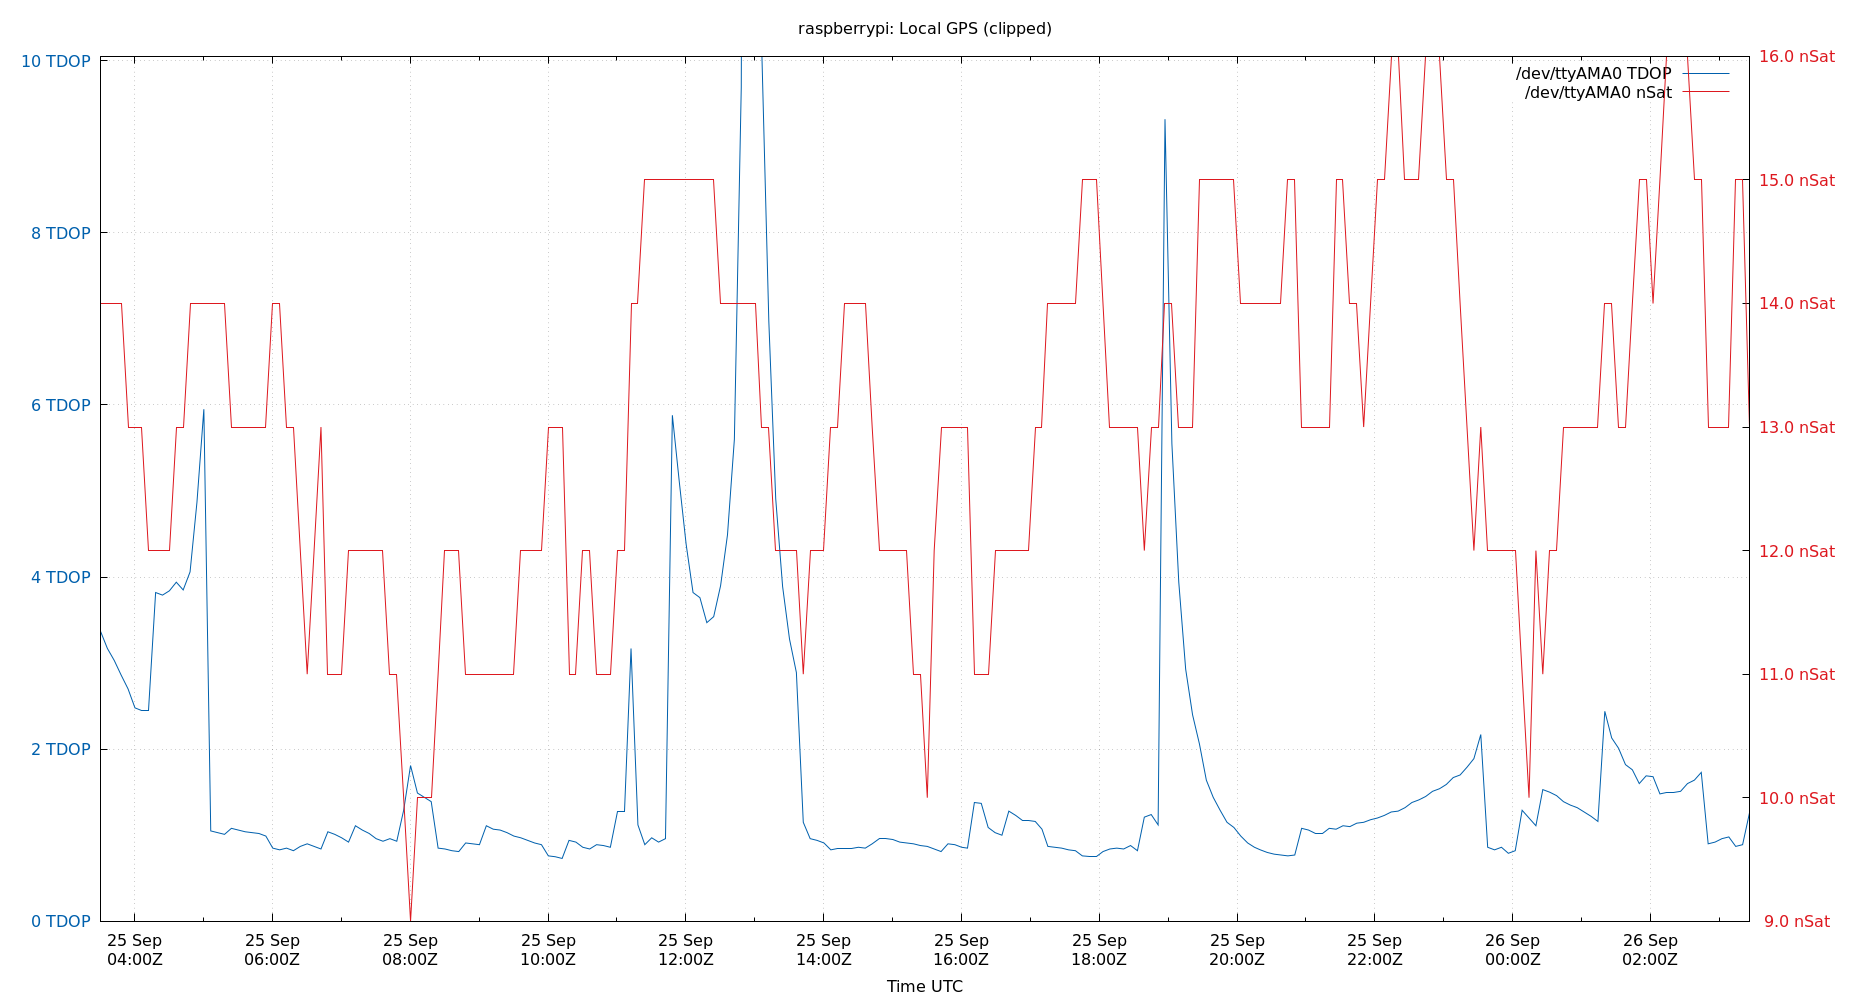 raspberrypi: Local GPS (clipped)
10 TDOP
8 TDOP
6 TDOP
4 TDOP
2 TDOP
0 TDOP
16.0 nSat
15.0 nSat
14.0 nSat
13.0 nSat
12.0 nSat
11.0 nSat
10.0 nSat
9.0 nSat
/dev/ttyAMA0 TDOP
/dev/ttyAMA0 nSat
25 Sep
04:00Z
25 Sep
06:00Z
25 Sep
08:00Z
25 Sep
10:00Z
25 Sep
12:00Z
25 Sep
14:00Z
25 Sep
16:00Z
25 Sep
18:00Z
25 Sep
20:00Z
25 Sep
22:00Z
26 Sep
00:00Z
26 Sep
02:00Z
Time UTC